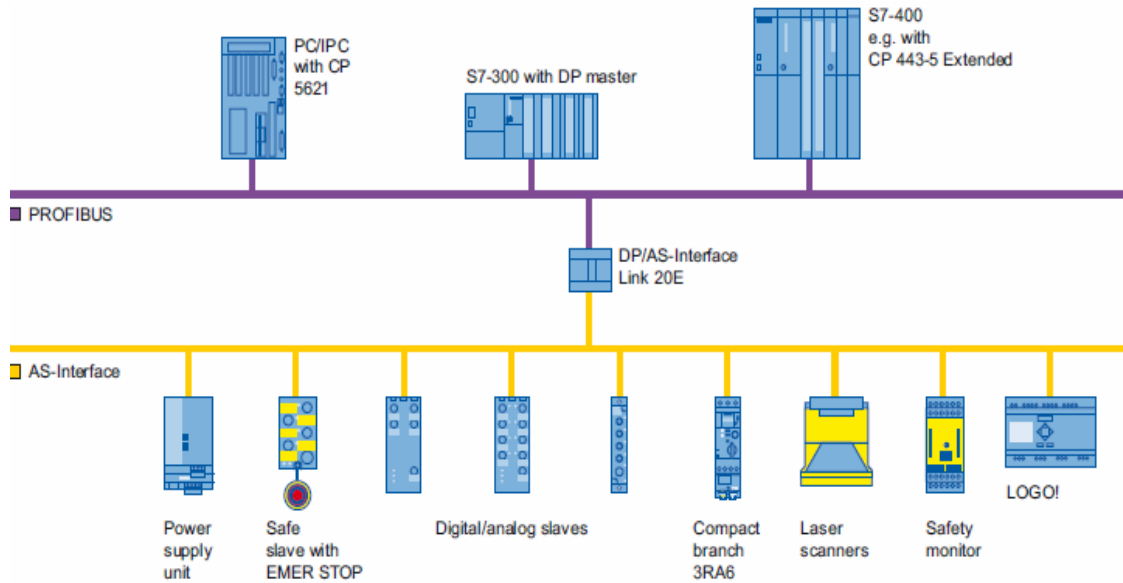 PC/IPC
with CP
5621
S7-300 with DP master
S7-400
e.g. with
CP 443-5 Extended
PROFIBUS
DP/AS-Interface
Link 20E
AS-Interface
Power
supply
unit
Safe
slave with
EMER STOP
Digital/analog slaves
Compact
branch
3RA6
Laser
scanners
Safety
monitor
LOGO!